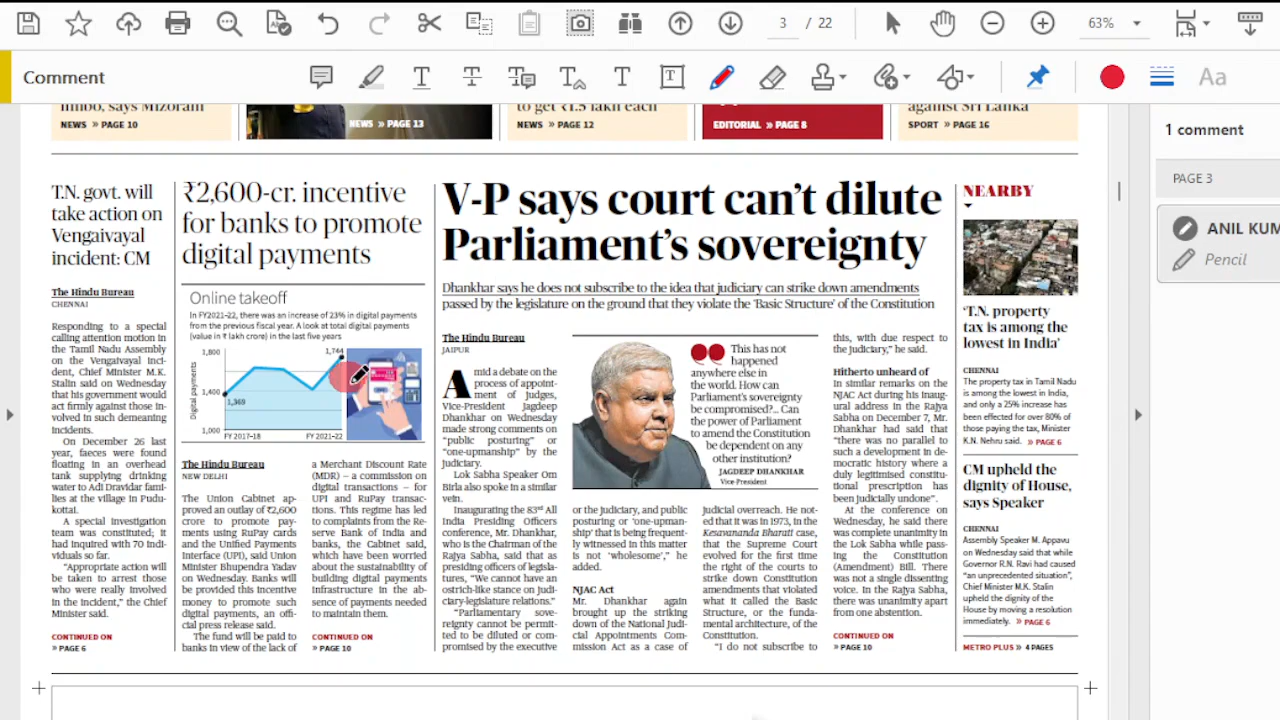 3 / 22
63%
Comment
1 comment
PAGE 3
ANIL KUM
Pencil
limbo, says Mizoram
NEWS » PAGE 10
NEWS » PAGE 13
to get ₹1.5 lakh each
NEWS » PAGE 12
EDITORIAL » PAGE 8
against Sri Lanka
SPORT » PAGE 16
T.N. govt. will
take action on
Vengaivayal
incident: CM
The Hindu Bureau
CHENNAI
Responding to a special
calling attention motion in
the Tamil Nadu Assembly
on the Vengaivayal inci-
dent, Chief Minister M.K.
Stalin said on Wednesday
that his government would
act firmly against those in-
volved in such demeaning
incidents.
On December 26 last
year, faeces were found
floating in an overhead
tank supplying drinking
water to Adi Dravidar fami-
lies at the village in Pudu-
kottai.
A special investigation
team was constituted; it
had inquired with 70 indi-
viduals so far.
"Appropriate action will
be taken to arrest those
who were really involved
in the incident," the Chief
Minister said.
CONTINUED ON
» PAGE 6
₹2,600-cr. incentive
for banks to promote
digital payments
Online takeoff
In FY2021-22, there was an increase of 23% in digital payments
from the previous fiscal year. A look at total digital payments
(value in ₹ lakh crore) in the last five years
Digital payments
1,800
1,400
1,000
1,369
1,744
FY 2017-18
FY 2021-22
The Hindu Bureau
NEW DELHI
The Union Cabinet ap-
proved an outlay of ₹2,600
crore to promote pay-
ments using RuPay cards
and the Unified Payments
Interface (UPI), said Union
Minister Bhupendra Yadav
on Wednesday. Banks will
be provided this incentive
money to promote such
digital payments, an offi-
cial press release said.
The fund will be paid to
banks in view of the lack of
a Merchant Discount Rate
(MDR) – a commission on
digital transactions – for
UPI and RuPay transac-
tions. This regime has led
to complaints from the Re-
serve Bank of India and
banks, the Cabinet said,
which have been worried
about the sustainability of
building digital payments
infrastructure in the ab-
sence of payments needed
to maintain them.
CONTINUED ON
» PAGE 10
V-P says court can't dilute
Parliament's sovereignty
Dhankhar says he does not subscribe to the idea that judiciary can strike down amendments
passed by the legislature on the ground that they violate the 'Basic Structure' of the Constitution
The Hindu Bureau
JAIPUR
Amid a debate on the
process of appoint-
ment of judges,
Vice-President Jagdeep
Dhankhar on Wednesday
made strong comments on
"public posturing" or
"one-upmanship" by the
judiciary.
Lok Sabha Speaker Om
Birla also spoke in a similar
vein.
Inaugurating the 83rd All
India Presiding Officers
conference, Mr. Dhankhar,
who is the Chairman of the
Rajya Sabha, said that as
presiding officers of legisla-
tures, "We cannot have an
ostrich-like stance on judi-
ciary-legislature relations."
"Parliamentary sove-
reignty cannot be permit-
ted to be diluted or com-
promised by the executive
This has not
happened
anywhere else in
the world. How can
Parliament's sovereignty
be compromised?... Can
the power of Parliament
to amend the Constitution
be dependent on any
other institution?
JAGDEEP DHANKHAR
Vice-President
or the judiciary, and public
posturing or 'one-upman-
ship' that is being frequent-
ly witnessed in this matter
is not 'wholesome'," he
added.
NJAC Act
Mr. Dhankhar again
brought up the striking
down of the National Judi-
cial Appointments Com-
mission Act as a case of
judicial overreach. He not-
ed that it was in 1973, in the
Kesavananda Bharati case,
that the Supreme Court
evolved for the first time
the right of the courts to
strike down Constitution
amendments that violated
what it called the Basic
Structure, or the funda-
mental architecture, of the
Constitution.
"I do not subscribe to
this, with due respect to
the judiciary," he said.
Hitherto unheard of
In similar remarks on the
NJAC Act during his inaug-
ural address in the Rajya
Sabha on December 7, Mr.
Dhankhar had said that
"there was no parallel to
such a development in de-
mocratic history where a
duly legitimised constitu-
tional prescription has
been judicially undone".
At the conference on
Wednesday, he said there
was complete unanimity in
the Lok Sabha while pass-
ing the Constitution
(Amendment) Bill. There
was not a single dissenting
voice. In the Rajya Sabha,
there was unanimity apart
from one abstention.
CONTINUED ON
» PAGE 10
NEARBY
'T.N. property
tax is among the
lowest in India'
CHENNAI
The property tax in Tamil Nadu
is among the lowest in India,
and only a 25% increase has
been effected for over 80% of
those paying the tax, Minister
K.N. Nehru said. » PAGE 6
CM upheld the
dignity of House,
says Speaker
CHENNAI
Assembly Speaker M. Appavu
on Wednesday said that while
Governor R.N. Ravi had caused
"an unprecedented situation",
Chief Minister M.K. Stalin
upheld the dignity of the
House by moving a resolution
immediately. » PAGE 6
METRO PLUS » 4 PAGES